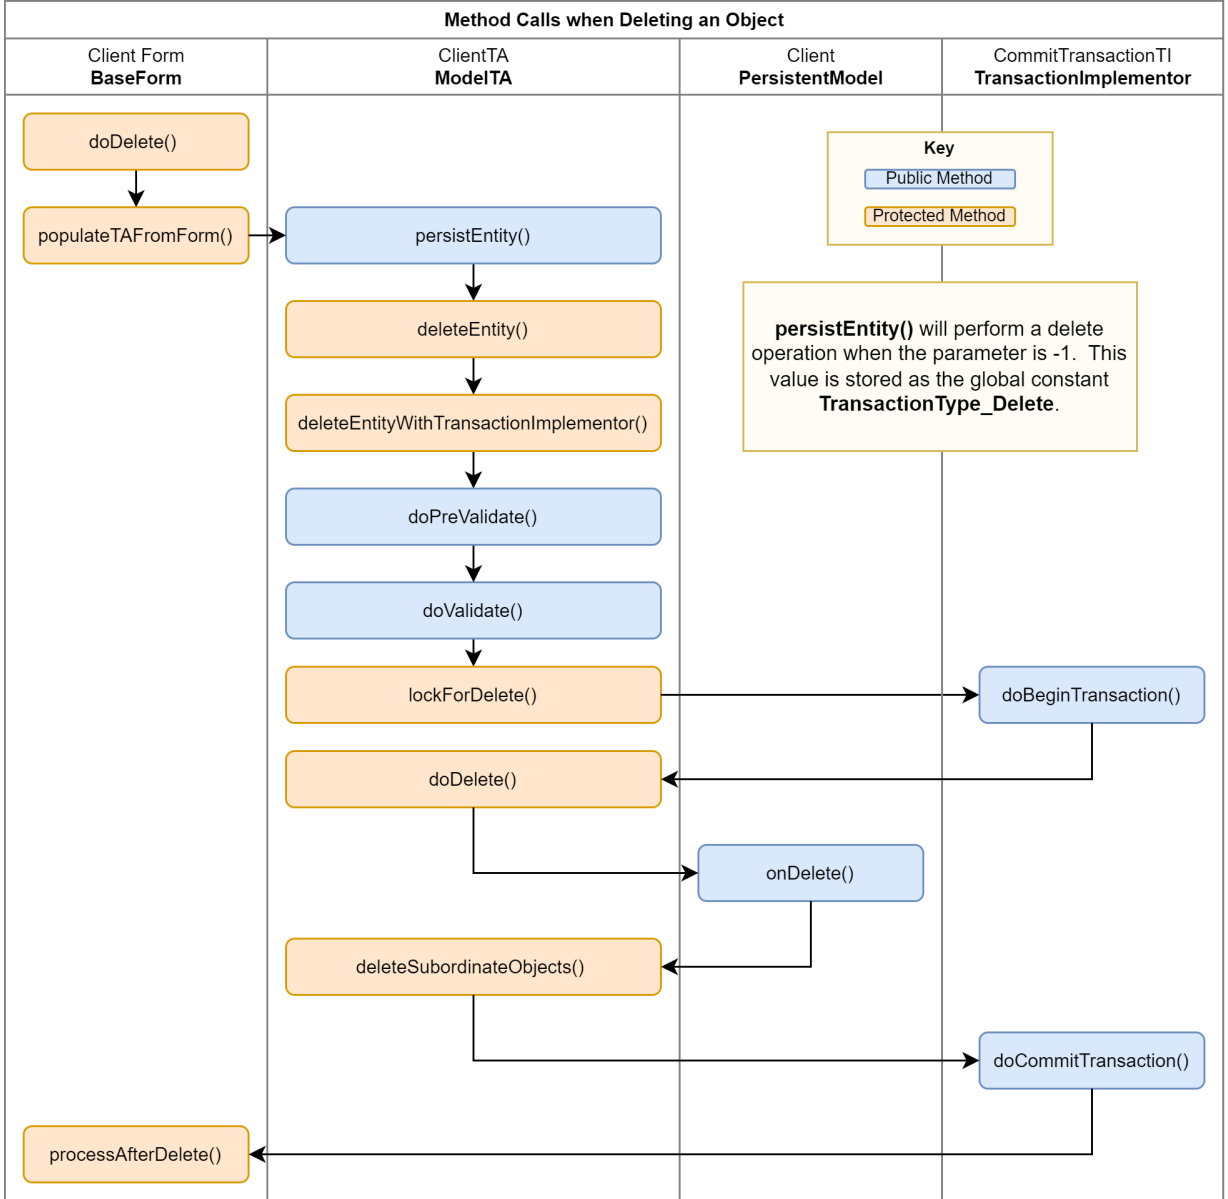 Method Calls when Deleting an Object
Client Form
BaseForm
ClientTA
ModelTA
Client
PersistentModel
CommitTransactionTI
TransactionImplementor
doDelete()
Key
Public Method
Protected Method
populateTAFromForm()
persistEntity()
deleteEntity()
persistEntity() will perform a delete
operation when the parameter is -1.  This
value is stored as the global constant
TransactionType_Delete.
deleteEntityWithTransactionImplementor()
doPreValidate()
doValidate()
lockForDelete()
doBeginTransaction()
doDelete()
onDelete()
deleteSubordinateObjects()
doCommitTransaction()
processAfterDelete()